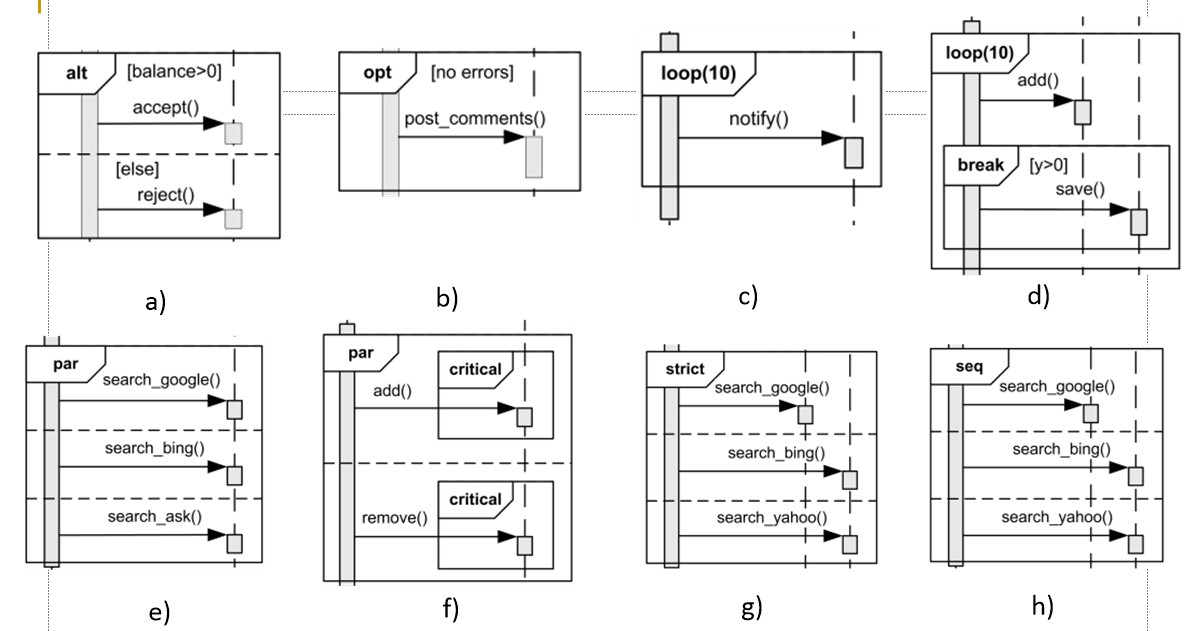 alt [balance>0]
accept()
[else]
reject()
a)
opt [no errors]
post_comments()
b)
loop(10)
notify()
c)
loop(10)
add()
break [y>0]
save()
d)
par
search_google()
search_bing()
search_ask()
e)
par
critical
add()
critical
remove()
f)
strict
search_google()
search_bing()
search_yahoo()
g)
seq
search_google()
search_bing()
search_yahoo()
h)